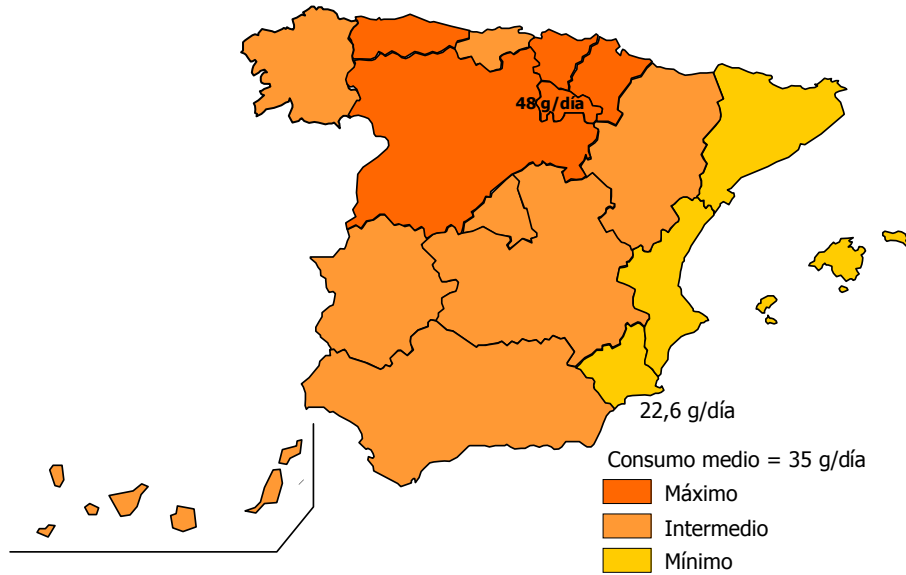 48 g/día
22,6 g/día
Consumo medio = 35 g/día
Máximo
Intermedio
Mínimo